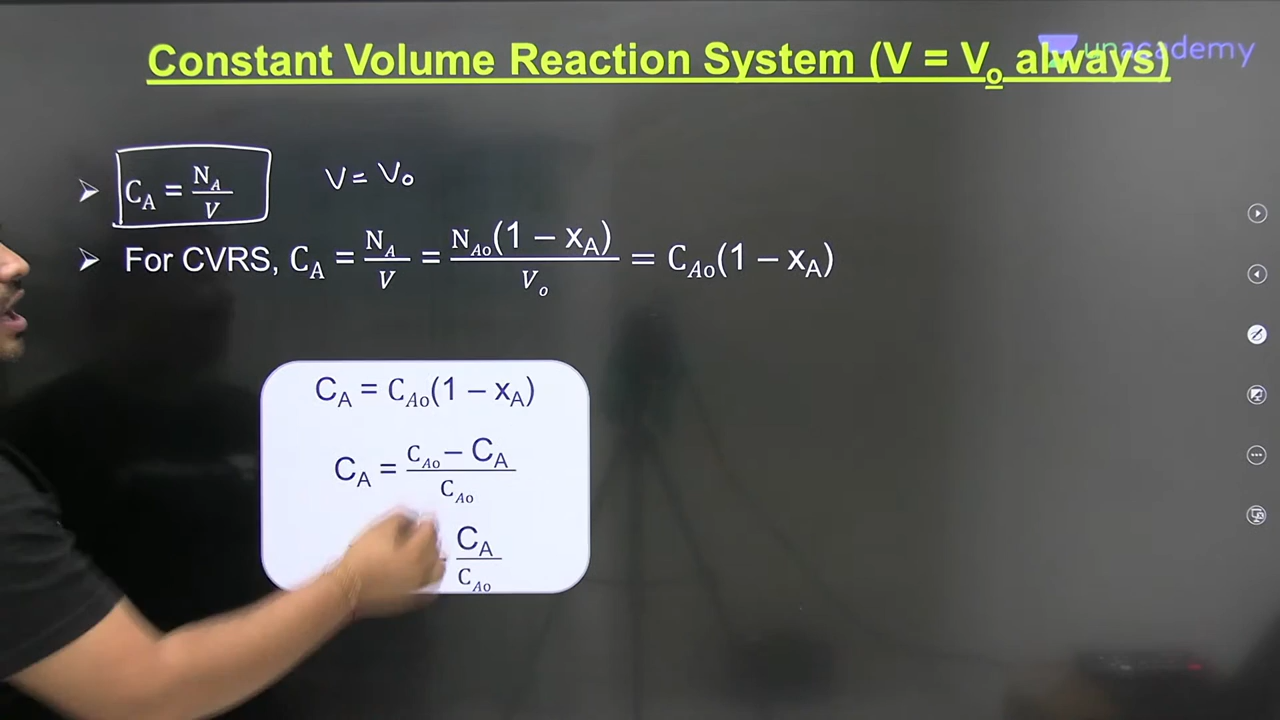 Constant Volume Reaction System (V = Vo always)
unacademy
➤ CA = NA/V V = Vo
➤ For CVRS, CA = NA/V = NAo(1 – xA)/Vo = CAo(1 – xA)
CA = CAo(1 – xA)
CA = CAo – CA/CAo
CA/CAo